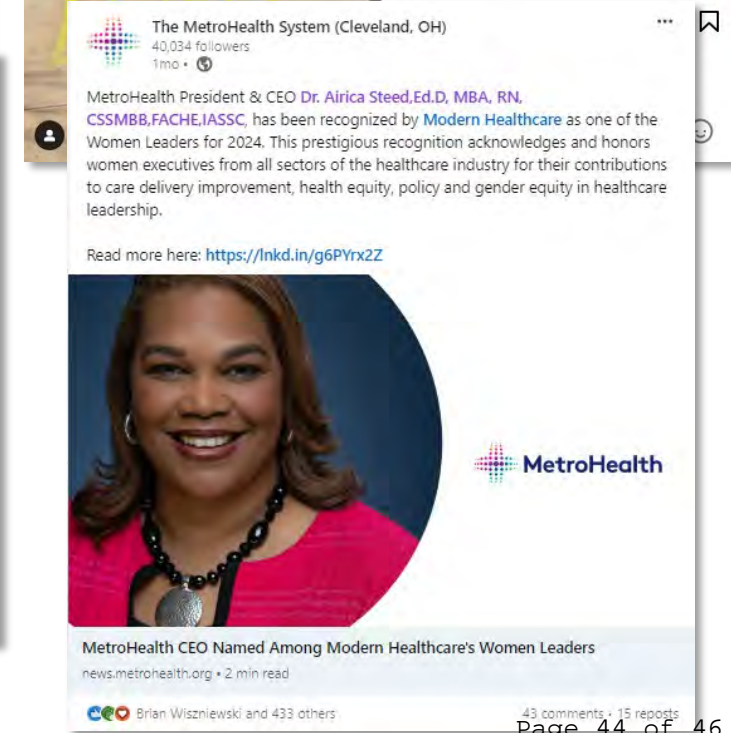 The MetroHealth System (Cleveland, OH)
40,034 followers
1mo •
MetroHealth President & CEO Dr. Airica Steed,Ed.D, MBA, RN,
CSSMBB,FACHE,IASSC, has been recognized by Modern Healthcare as one of the
Women Leaders for 2024. This prestigious recognition acknowledges and honors
women executives from all sectors of the healthcare industry for their contributions
to care delivery improvement, health equity, policy and gender equity in healthcare
leadership.
Read more here: https://lnkd.in/g6PYrx2Z
MetroHealth
MetroHealth CEO Named Among Modern Healthcare's Women Leaders
news.metrohealth.org • 2 min read
Brian Wiszniewski and 433 others
43 comments • 15 reposts
Page 44 of 46